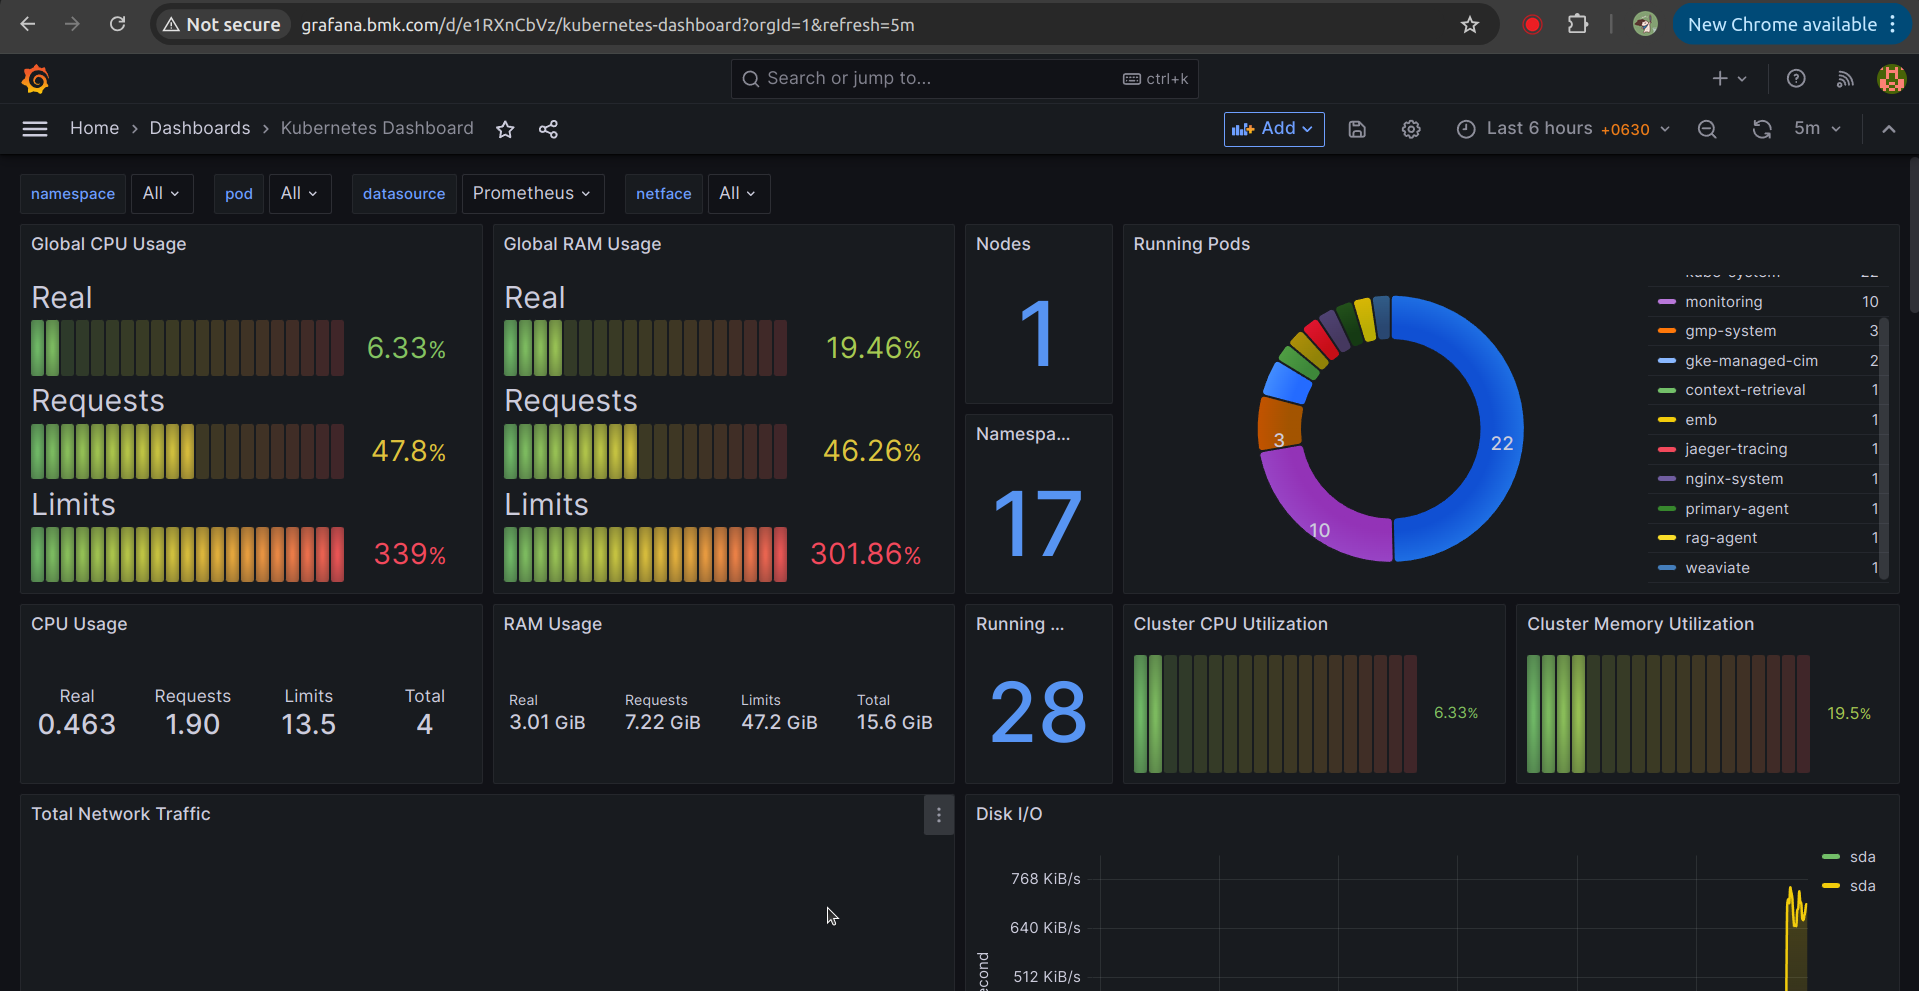 Not secure grafana.bmk.com/d/e1RXnCbVz/kubernetes-dashboard?orgId=1&refresh=5m New Chrome available
Search or jump to... ctrl+k
Home › Dashboards › Kubernetes Dashboard Add Last 6 hours +0630 5m
namespace All pod All datasource Prometheus netface All
Global CPU Usage
Real
6.33%
Requests
47.8%
Limits
339%
Global RAM Usage
Real
19.46%
Requests
46.26%
Limits
301.86%
Nodes
1
Namespa...
17
Running Pods
22
10
3
kube-system 22
monitoring 10
gmp-system 3
gke-managed-cim 2
context-retrieval 1
emb 1
jaeger-tracing 1
nginx-system 1
primary-agent 1
rag-agent 1
weaviate 1
CPU Usage
Real Requests Limits Total
0.463 1.90 13.5 4
RAM Usage
Real Requests Limits Total
3.01 GiB 7.22 GiB 47.2 GiB 15.6 GiB
Running ...
28
Cluster CPU Utilization
6.33%
Cluster Memory Utilization
19.5%
Total Network Traffic
Disk I/O
768 KiB/s
640 KiB/s
512 KiB/s
sda
sda